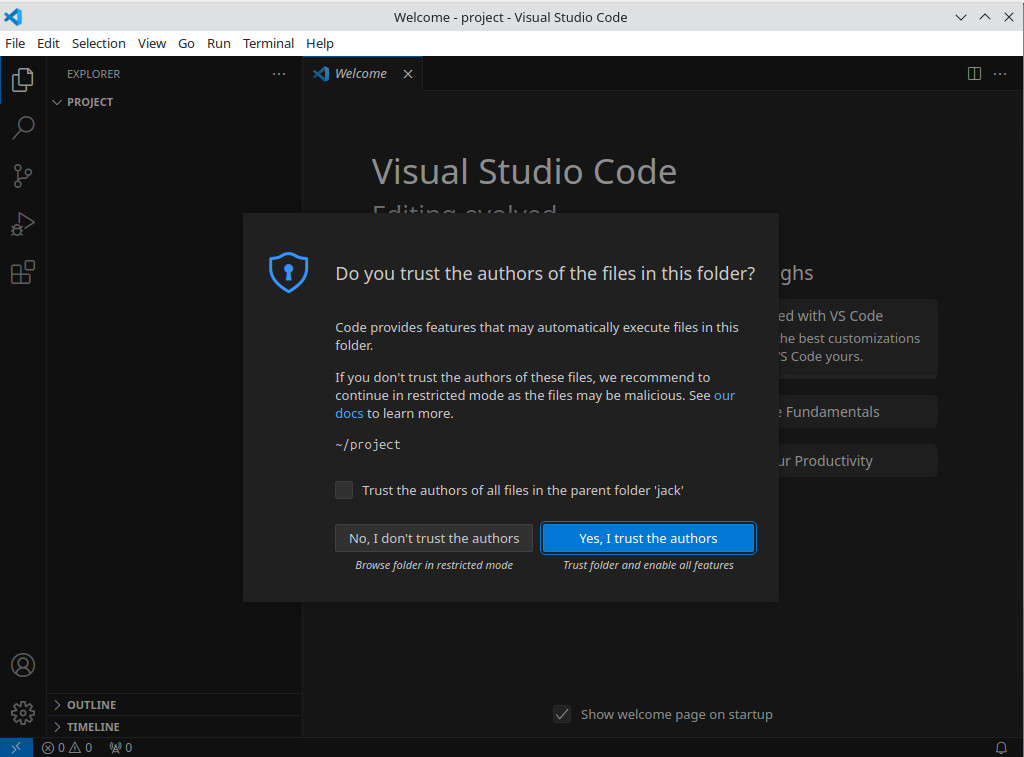 Welcome - project - Visual Studio Code
File Edit Selection View Go Run Terminal Help
EXPLORER
PROJECT
Welcome
Visual Studio Code
Editing evolved
Do you trust the authors of the files in this folder?
Code provides features that may automatically execute files in this
folder.
If you don't trust the authors of these files, we recommend to
continue in restricted mode as the files may be malicious. See our
docs to learn more.
~/project
Trust the authors of all files in the parent folder 'jack'
No, I don't trust the authors
Yes, I trust the authors
Browse folder in restricted mode
Trust folder and enable all features
with VS Code
best customizations
Code yours.
Fundamentals
Productivity
OUTLINE
TIMELINE
Show welcome page on startup
0 0 0